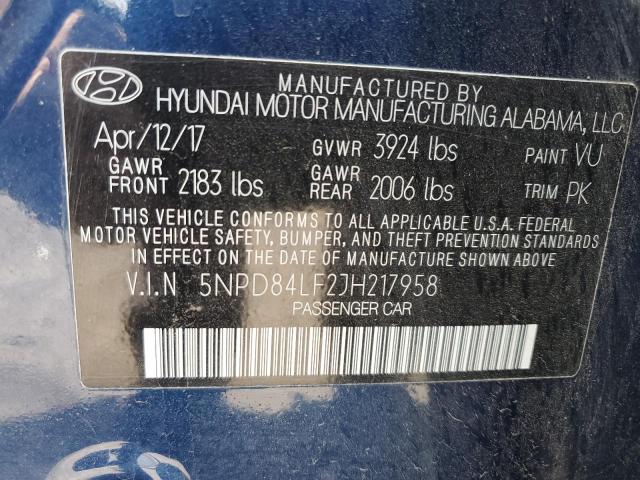 MANUFACTURED BY
HYUNDAI MOTOR MANUFACTURING ALABAMA, LLC
Apr/12/17 GVWR 3924 lbs PAINT VU
GAWR FRONT 2183 lbs GAWR REAR 2006 lbs TRIM PK
THIS VEHICLE CONFORMS TO ALL APPLICABLE U.S.A. FEDERAL
MOTOR VEHICLE SAFETY, BUMPER, AND THEFT PREVENTION STANDARDS
IN EFFECT ON THE DATE OF MANUFACTURE SHOWN ABOVE.
V.I.N 5NPD84LF2JH217958
PASSENGER CAR